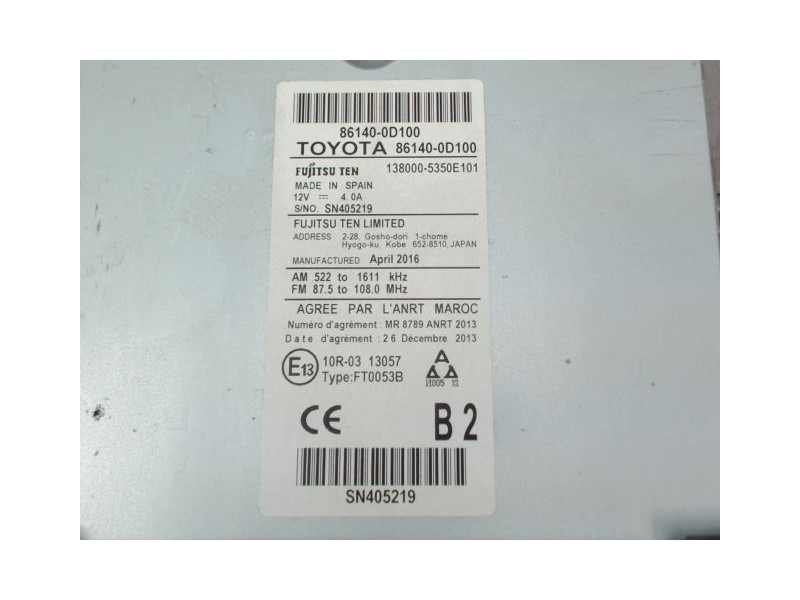 86140-0D100
TOYOTA 86140-0D100
FUJITSU TEN 138000-5350E101
MADE IN SPAIN
12V ⎓ 4.0A
S/NO. SN405219
FUJITSU TEN LIMITED
ADDRESS 2-28, Gosho-dori 1-chome
Hyogo-ku, Kobe 652-8510, JAPAN
MANUFACTURED April 2016
AM 522 to 1611 kHz
FM 87.5 to 108.0 MHz
AGREE PAR L'ANRT MAROC
Numéro d'agrément : MR 8789 ANRT 2013
Date d'agrément : 26 Décembre 2013
E13 10R-03 13057
Type:FT0053B
И005 13
CE B2
SN405219